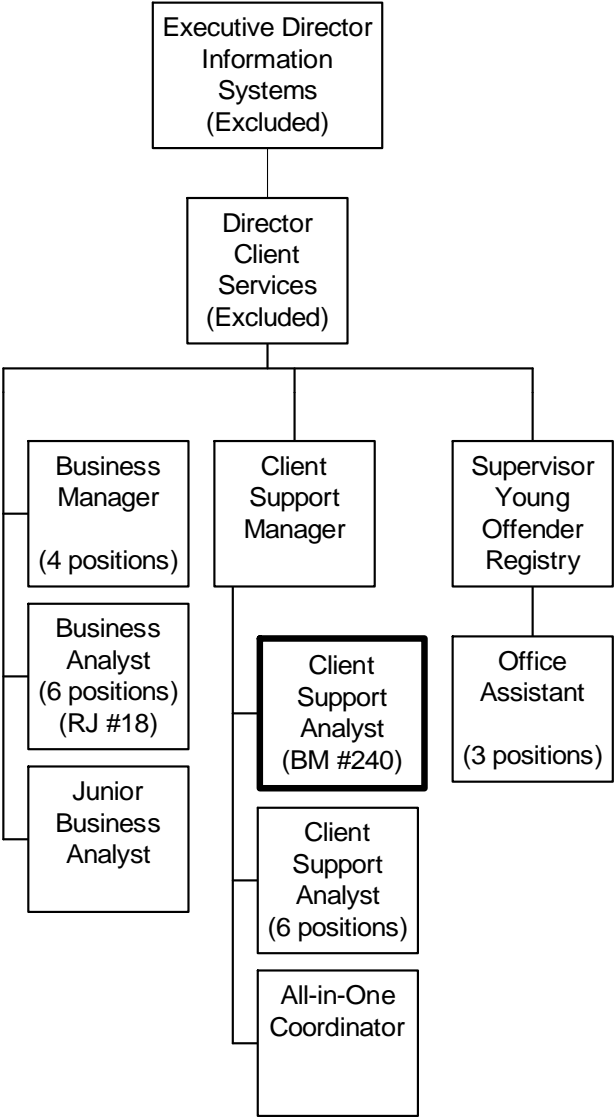 Executive Director
Information
Systems
(Excluded)
Director
Client
Services
(Excluded)
Business
Manager
(4 positions)
Business
Analyst
(6 positions)
(RJ #18)
Junior
Business
Analyst
Client
Support
Manager
Client
Support
Analyst
(BM #240)
Client
Support
Analyst
(6 positions)
All-in-One
Coordinator
Supervisor
Young
Offender
Registry
Office
Assistant
(3 positions)